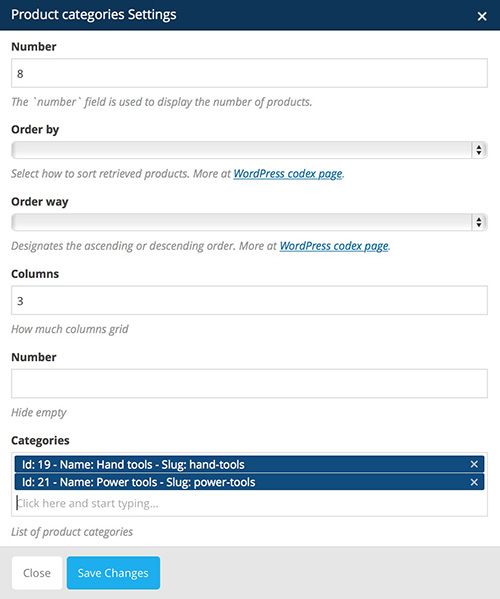 Product categories Settings ×
Number
8
The `number` field is used to display the number of products.
Order by
Select how to sort retrieved products. More at WordPress codex page.
Order way
Designates the ascending or descending order. More at WordPress codex page.
Columns
3
How much columns grid
Number
Hide empty
Categories
Id: 19 - Name: Hand tools - Slug: hand-tools ×
Id: 21 - Name: Power tools - Slug: power-tools ×
Click here and start typing...
List of product categories
Close Save Changes